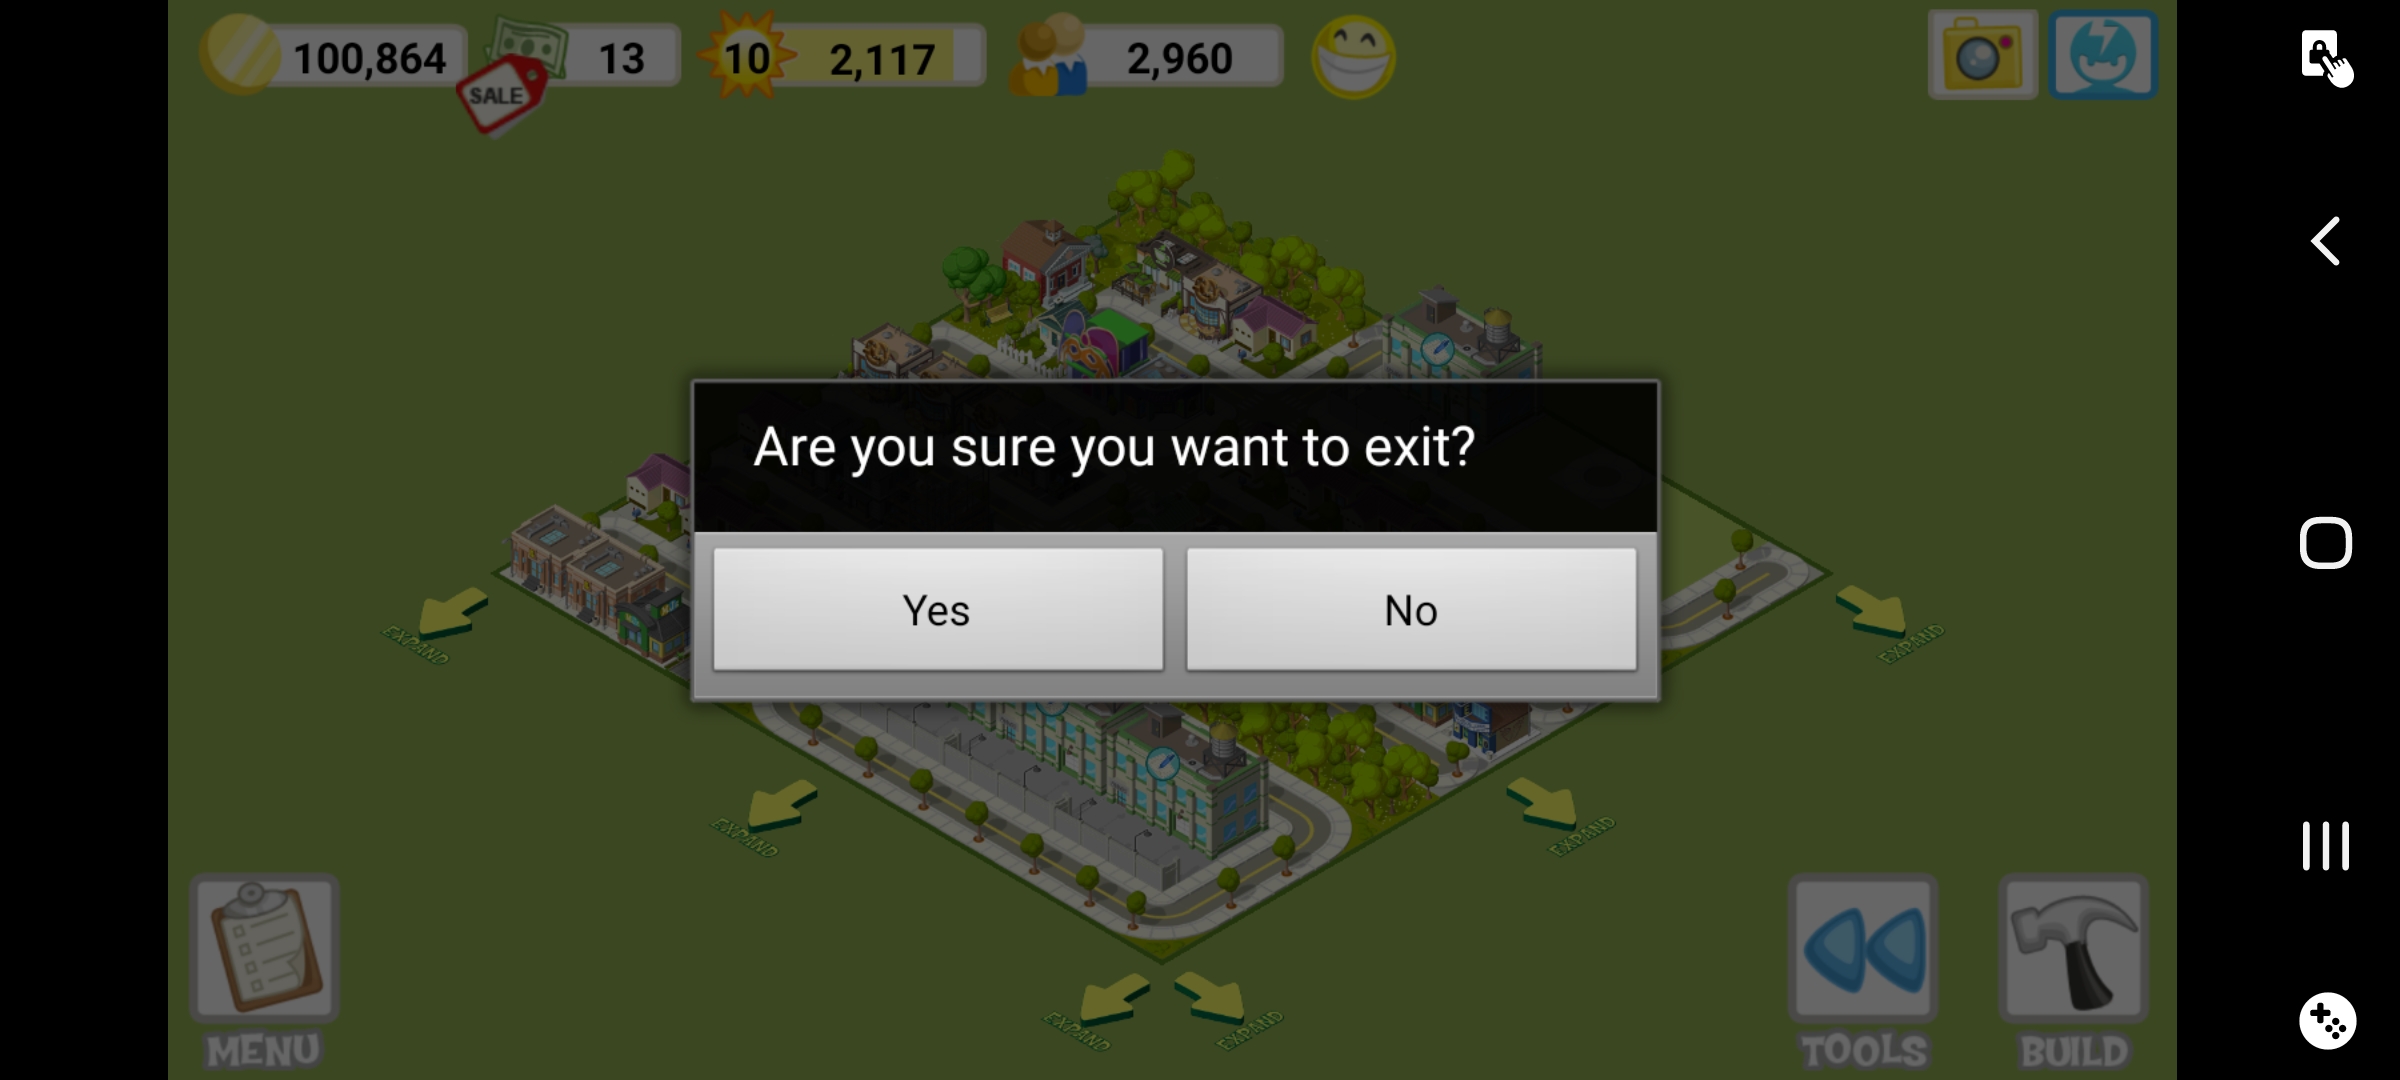 100,864
13
10
2,117
2,960
SALE
Are you sure you want to exit?
Yes
No
EXPAND
EXPAND
EXPAND
EXPAND
EXPAND
EXPAND
MENU
TOOLS
BUILD